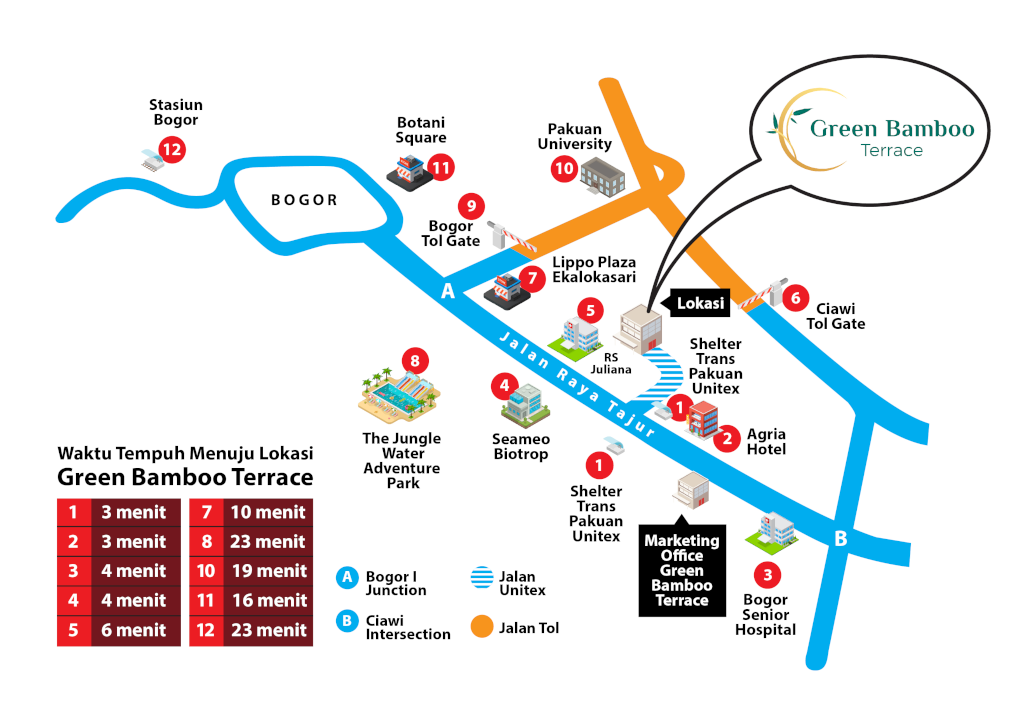 Stasiun
Bogor
12
BOGOR
Botani
Square
11
Pakuan
University
10
Green Bamboo
Terrace
9
Bogor
Tol Gate
A
Lippo Plaza
Ekalokasari
7
Lokasi
6
Ciawi
Tol Gate
5
RS
Juliana
Jalan Raya Tajur
Shelter
Trans
Pakuan
Unitex
1
8
The Jungle
Water
Adventure
Park
4
Seameo
Biotrop
2
Agria
Hotel
1
Shelter
Trans
Pakuan
Unitex
Marketing
Office
Green
Bamboo
Terrace
3
Bogor
Senior
Hospital
B
Waktu Tempuh Menuju Lokasi
Green Bamboo Terrace
1 3 menit 7 10 menit
2 3 menit 8 23 menit
3 4 menit 10 19 menit
4 4 menit 11 16 menit
5 6 menit 12 23 menit
A Bogor I
Junction
B Ciawi
Intersection
Jalan
Unitex
Jalan Tol